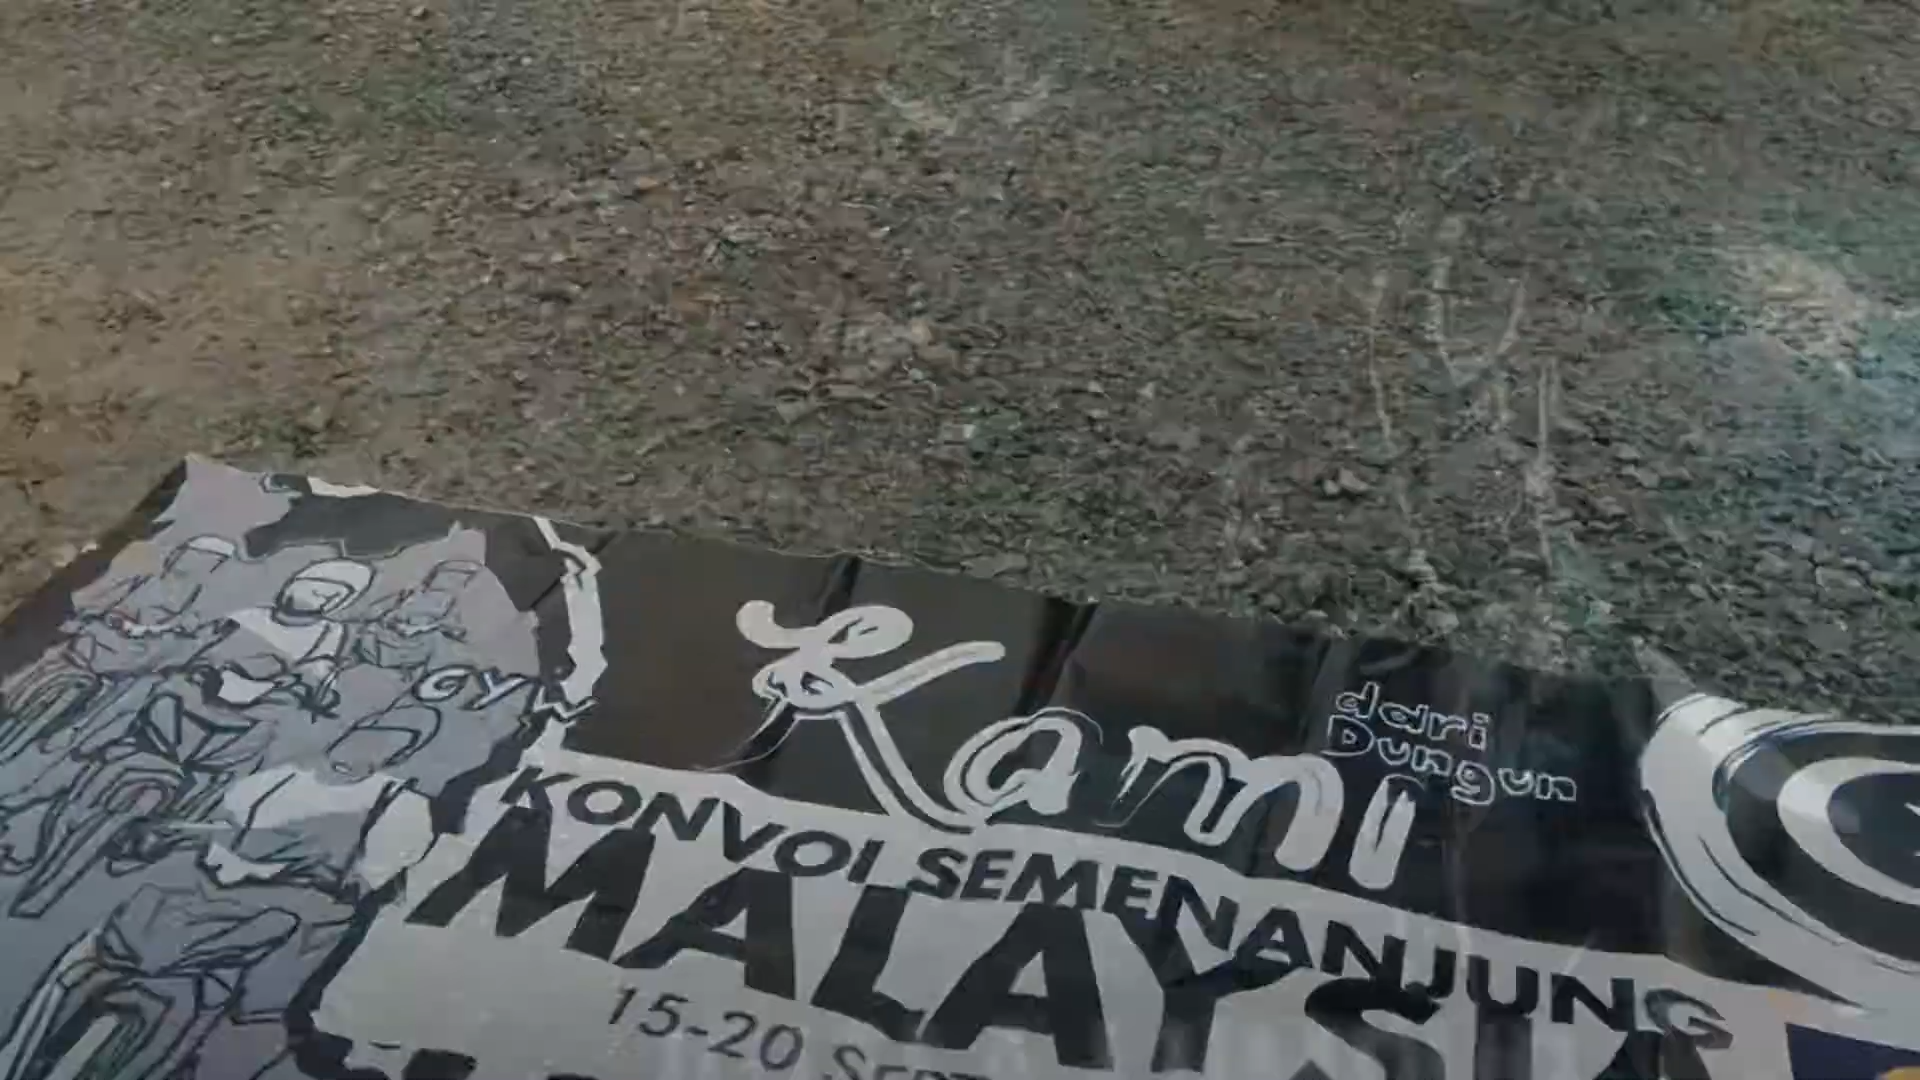 Kami
dari
Dungun
KONVOI SEMENANJUNG
MALAYSIA
15-20